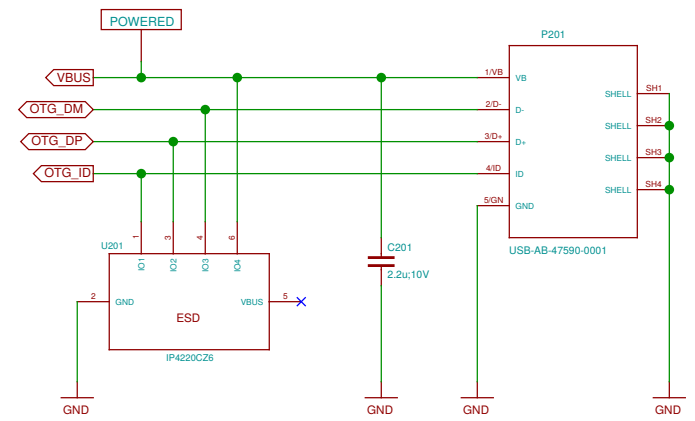 POWERED
P201
VBUS
1/VB
VB
SHELL
SH1
OTG_DM
2/D-
D-
SHELL
SH2
OTG_DP
3/D+
D+
SHELL
SH3
OTG_ID
4/ID
ID
SHELL
SH4
5/GN
GND
1
3
4
6
U201
IO1
IO2
IO3
IO4
C201
USB-AB-47590-0001
2.2u;10V
2
GND
VBUS
5
ESD
IP4220CZ6
GND
GND
GND
GND